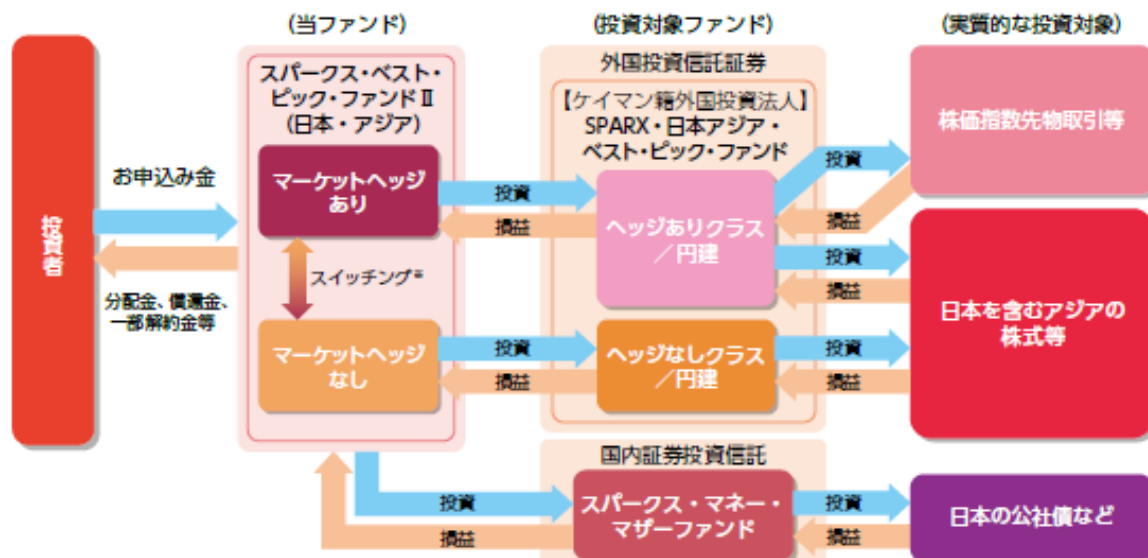 (当ファンド)
(投資対象ファンド)
(実質的な投資対象)
投資者
お申込み金
分配金、償還金、
一部解約金等
スパークス・ベスト・
ピック・ファンドⅡ
(日本・アジア)
マーケットヘッジ
あり
スイッチング※
マーケットヘッジ
なし
投資
損益
投資
損益
外国投資信託証券
【ケイマン籍外国投資法人】
SPARX・日本アジア・
ベスト・ピック・ファンド
ヘッジありクラス
/円建
ヘッジなしクラス
/円建
投資
損益
投資
損益
投資
損益
株価指数先物取引等
日本を含むアジアの
株式等
投資
損益
国内証券投資信託
スパークス・マネー・
マザーファンド
投資
損益
日本の公社債など